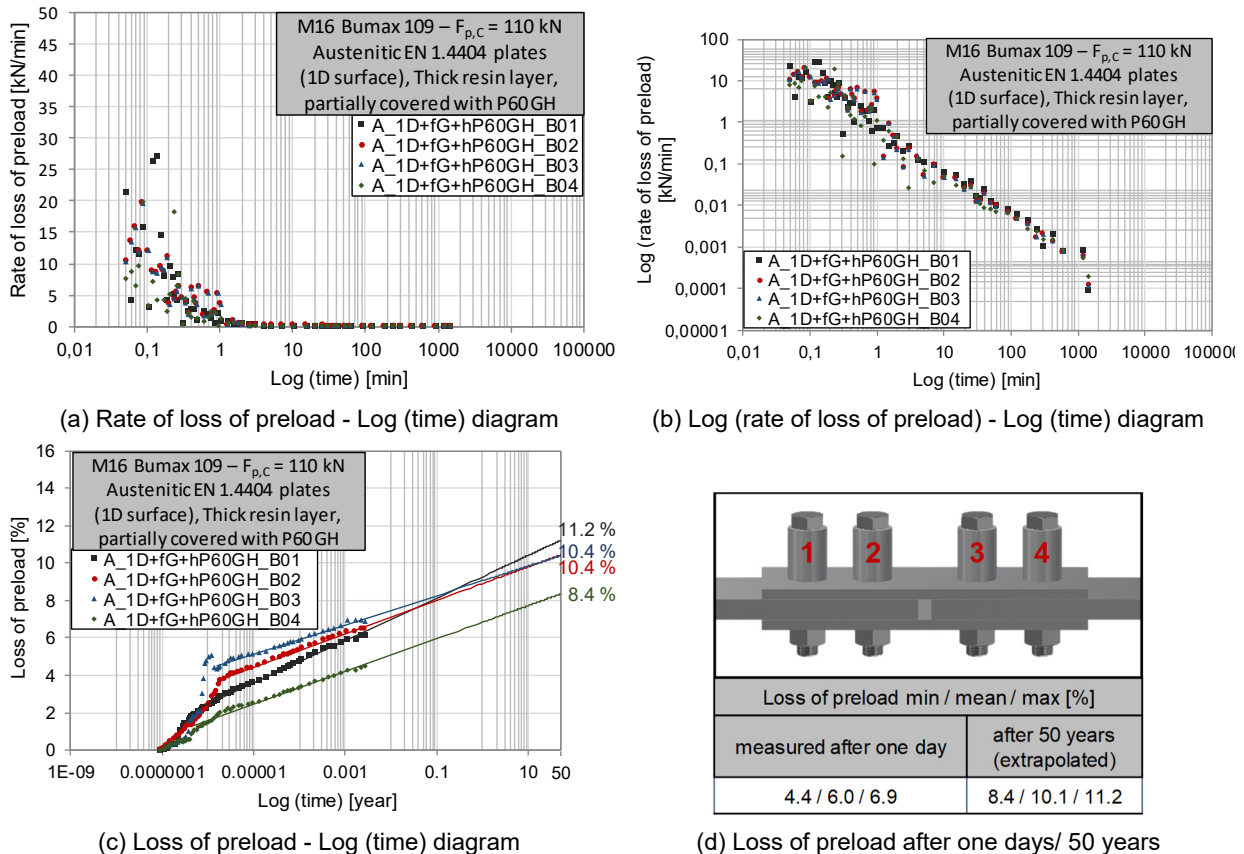 50
45
40
35
30
25
20
15
10
5
0
Rate of loss of preload [kN/min]
M16 Bumax 109 – Fp,C = 110 kN
Austenitic EN 1.4404 plates
(1D surface), Thick resin layer,
partially covered with P60GH
A_1D+fG+hP60GH_B01
A_1D+fG+hP60GH_B02
A_1D+fG+hP60GH_B03
A_1D+fG+hP60GH_B04
0,01 0,1 1 10 100 1000 10000 100000
Log (time) [min]
(a) Rate of loss of preload - Log (time) diagram
100
10
1
0,1
0,01
0,001
0,0001
0,00001
Log (rate of loss of preload)
[kN/min]
M16 Bumax 109 – Fp,C = 110 kN
Austenitic EN 1.4404 plates
(1D surface), Thick resin layer,
partially covered with P60GH
A_1D+fG+hP60GH_B01
A_1D+fG+hP60GH_B02
A_1D+fG+hP60GH_B03
A_1D+fG+hP60GH_B04
0,01 0,1 1 10 100 1000 10000 100000
Log (time) [min]
(b) Log (rate of loss of preload) - Log (time) diagram
16
14
12
10
8
6
4
2
0
Loss of preload [%]
M16 Bumax 109 – Fp,C = 110 kN
Austenitic EN 1.4404 plates
(1D surface), Thick resin layer,
partially covered with P60GH
A_1D+fG+hP60GH_B01
A_1D+fG+hP60GH_B02
A_1D+fG+hP60GH_B03
A_1D+fG+hP60GH_B04
11.2 %
10.4 %
10.4 %
8.4 %
1E-09 0.0000001 0.00001 0.001 0.1 10 50
Log (time) [year]
(c) Loss of preload - Log (time) diagram
1 2 3 4
Loss of preload min / mean / max [%]
measured after one day
after 50 years
(extrapolated)
4.4 / 6.0 / 6.9
8.4 / 10.1 / 11.2
(d) Loss of preload after one days/ 50 years